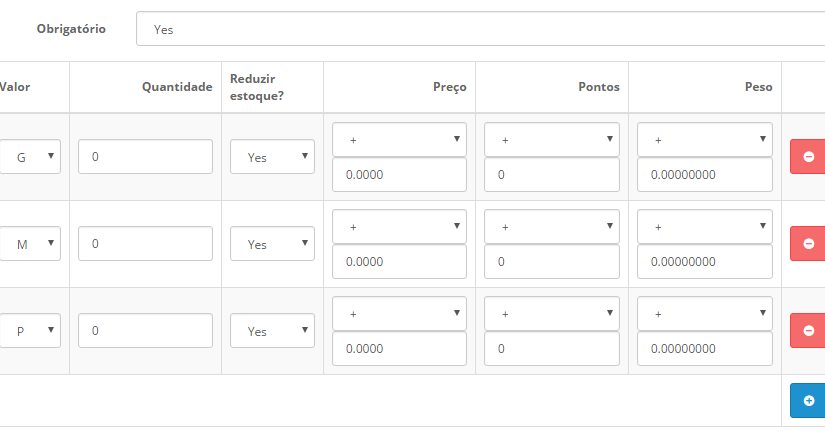 Obrigatório Yes
Valor Quantidade Reduzir estoque? Preço Pontos Peso
G 0 Yes + + +
0.0000 0 0.00000000
M 0 Yes + + +
0.0000 0 0.00000000
P 0 Yes + + +
0.0000 0 0.00000000